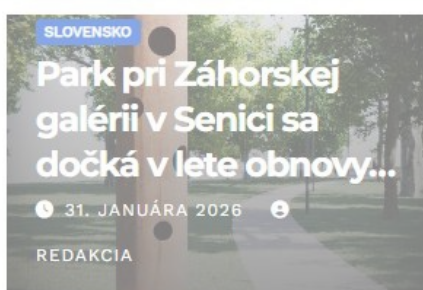 SLOVENSKO
Park pri Záhorskej
galérii v Senici sa
dočká v lete obnovy...
31. JANUÁRA 2026
REDAKCIA